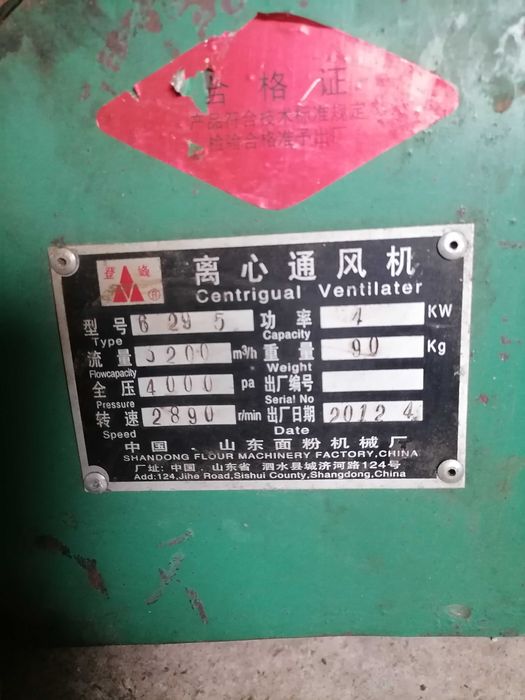 合格证
产品符合技术标准规定
检验合格准予出厂
登峰
离心通风机
Centrigual Ventilater
型号 6 29 5 功率 4 KW
Type Capacity
流量 5200 m³/h 重量 90 Kg
Flowcapacity Weight
全压 4000 pa 出厂编号
Pressure Serial No
转速 2890 r/min 出厂日期 2012 4
Speed Date
中国 . 山东面粉机械厂
SHANDONG FLOUR MACHINERY FACTORY,CHINA
厂址: 中国 . 山东省 泗水县城济河路124号
Add:124,Jihe Road,Sishui County,Shangdong,China